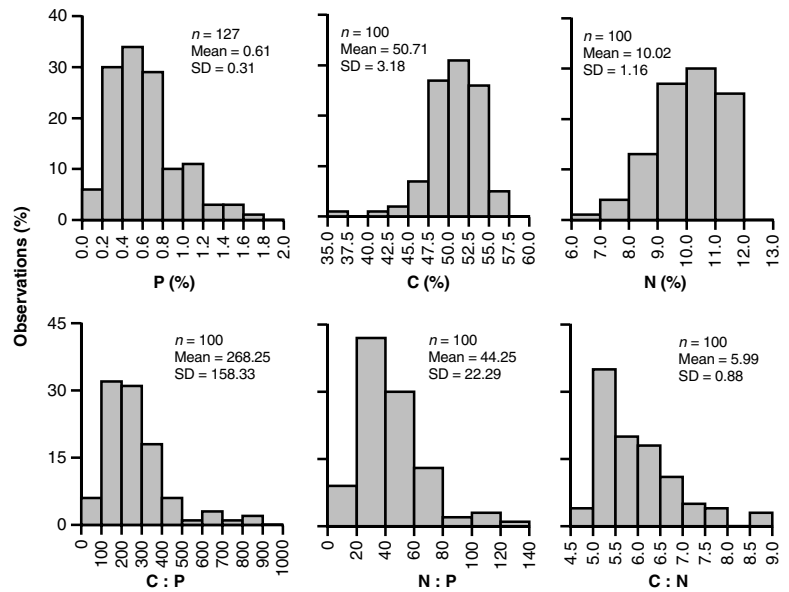 Observations (%)
40
30
20
10
0
n = 127
Mean = 0.61
SD = 0.31
0.0 0.2 0.4 0.6 0.8 1.0 1.2 1.4 1.6 1.8 2.0
P (%)
n = 100
Mean = 50.71
SD = 3.18
35.0 37.5 40.0 42.5 45.0 47.5 50.0 52.5 55.0 57.5 60.0
C (%)
n = 100
Mean = 10.02
SD = 1.16
6.0 7.0 8.0 9.0 10.0 11.0 12.0 13.0
N (%)
45
30
15
0
n = 100
Mean = 268.25
SD = 158.33
0 100 200 300 400 500 600 700 800 900 1000
C : P
n = 100
Mean = 44.25
SD = 22.29
0 20 40 60 80 100 120 140
N : P
n = 100
Mean = 5.99
SD = 0.88
4.5 5.0 5.5 6.0 6.5 7.0 7.5 8.0 8.5 9.0
C : N